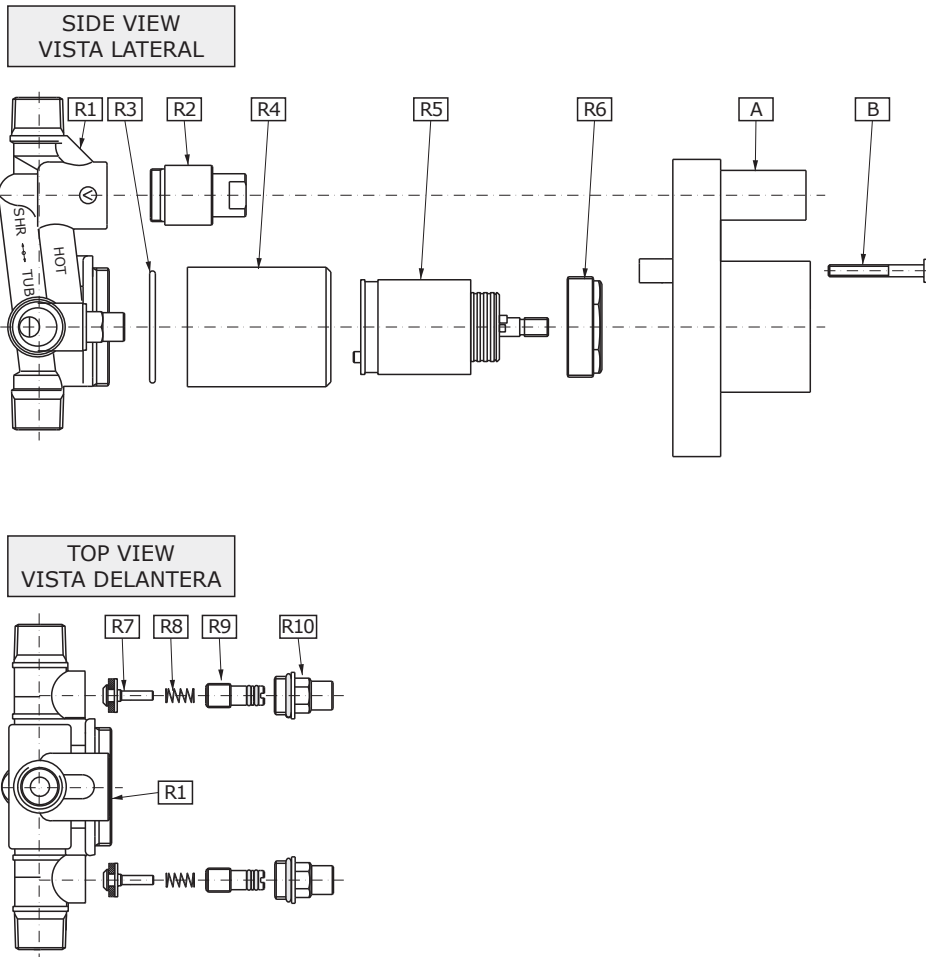 SIDE VIEW
VISTA LATERAL
R1 R3 R2 R4 R5 R6 A B
V
SHR
TUB
HOT
TOP VIEW
VISTA DELANTERA
R7 R8 R9 R10
R1